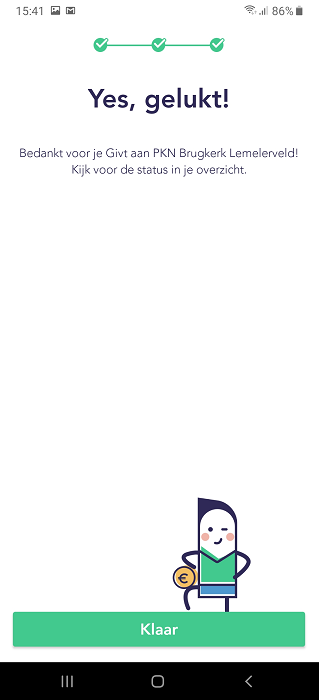 15:41 86%
Yes, gelukt!
Bedankt voor je Givt aan PKN Brugkerk Lemelerveld!
Kijk voor de status in je overzicht.
€
Klaar